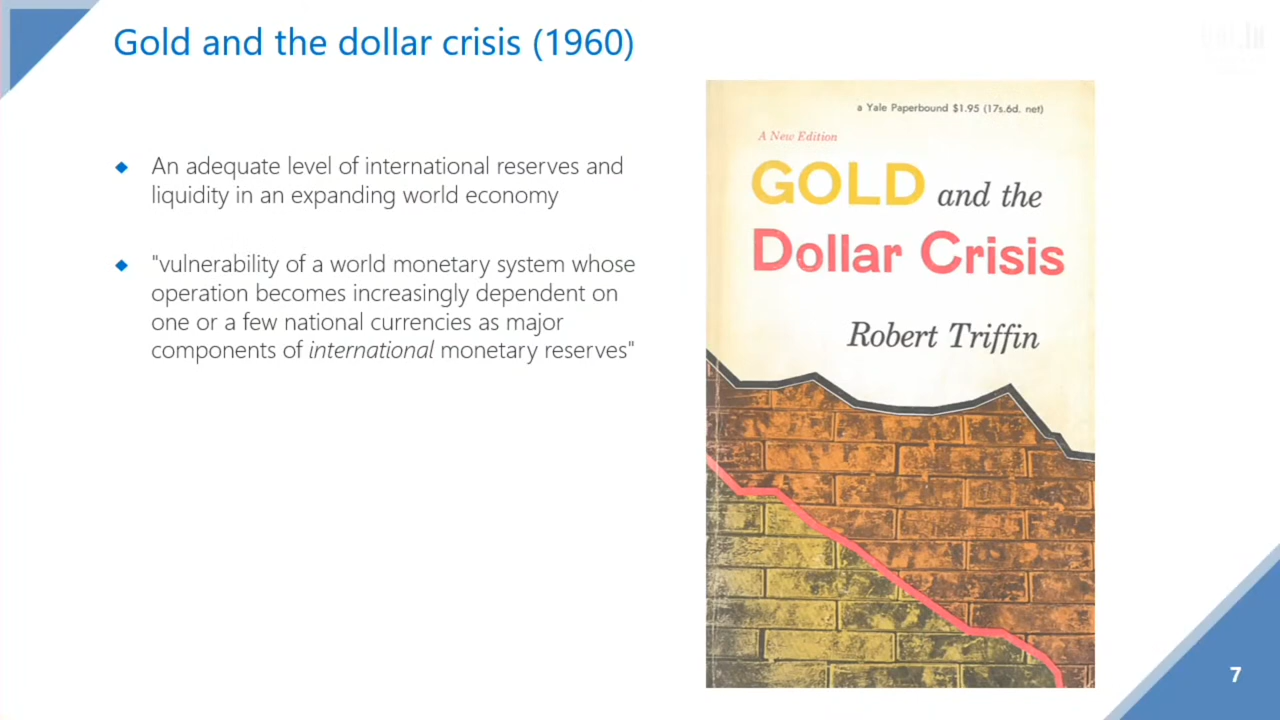 Gold and the dollar crisis (1960)
An adequate level of international reserves and
liquidity in an expanding world economy
"vulnerability of a world monetary system whose
operation becomes increasingly dependent on
one or a few national currencies as major
components of international monetary reserves"
a Yale Paperbound $1.95 (17s.6d. net)
A New Edition
GOLD and the
Dollar Crisis
Robert Triffin
7